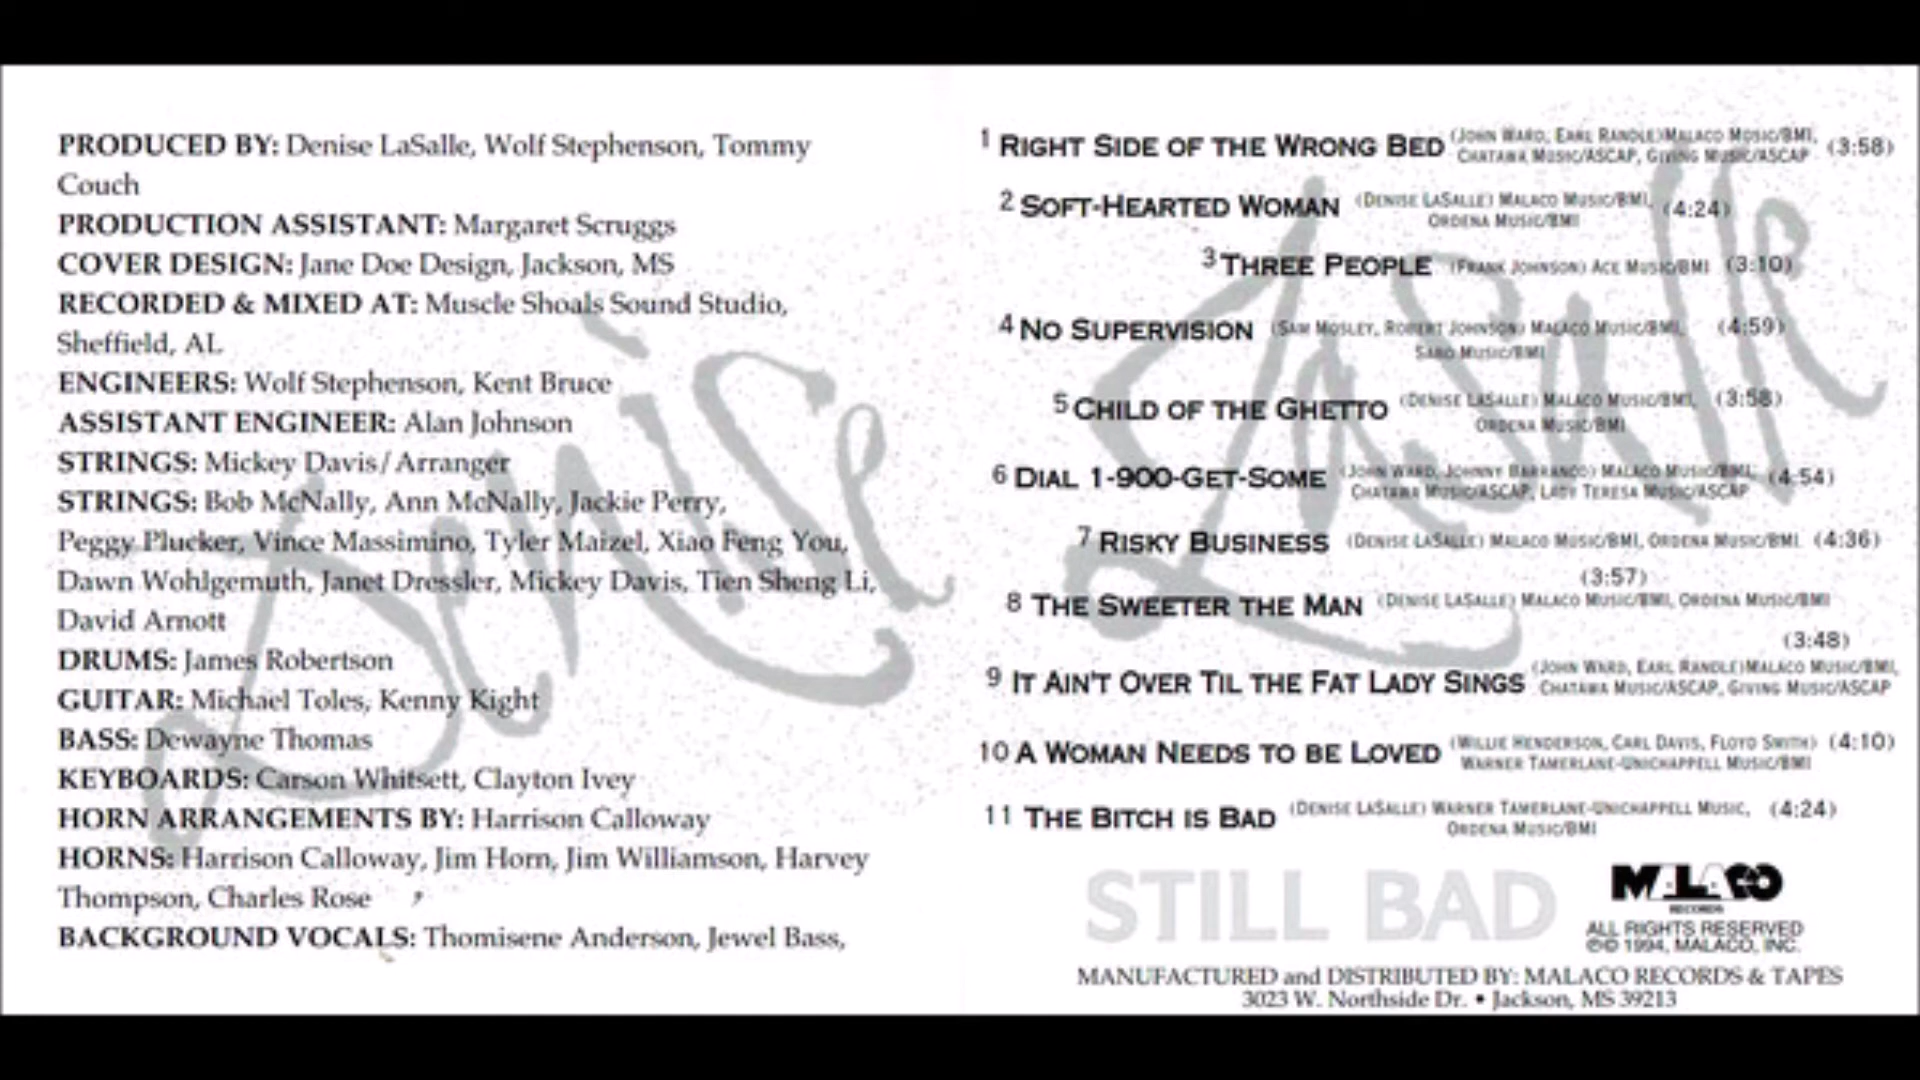 PRODUCED BY: Denise LaSalle, Wolf Stephenson, Tommy
Couch
PRODUCTION ASSISTANT: Margaret Scruggs
COVER DESIGN: Jane Doe Design, Jackson, MS
RECORDED & MIXED AT: Muscle Shoals Sound Studio,
Sheffield, AL
ENGINEERS: Wolf Stephenson, Kent Bruce
ASSISTANT ENGINEER: Alan Johnson
STRINGS: Mickey Davis/Arranger
STRINGS: Bob McNally, Ann McNally, Jackie Perry,
Peggy Plucker, Vince Massimino, Tyler Maizel, Xiao Feng You,
Dawn Wohlgemuth, Janet Dressler, Mickey Davis, Tien Sheng Li,
David Arnott
DRUMS: James Robertson
GUITAR: Michael Toles, Kenny Kight
BASS: Dewayne Thomas
KEYBOARDS: Carson Whitsett, Clayton Ivey
HORN ARRANGEMENTS BY: Harrison Calloway
HORNS: Harrison Calloway, Jim Horn, Jim Williamson, Harvey
Thompson, Charles Rose
BACKGROUND VOCALS: Thomisene Anderson, Jewel Bass,
Denise LaSalle
1 RIGHT SIDE OF THE WRONG BED (JOHN WARD, EARL RANDLE) MALACO MUSIC/BMI, (3:58)
CHATAWA MUSIC/ASCAP, GIVING MUSIC/ASCAP
2 SOFT-HEARTED WOMAN (DENISE LASALLE) MALACO MUSIC/BMI, (4:24)
ORDENA MUSIC/BMI
3 THREE PEOPLE (FRANK JOHNSON) ACE MUSIC/BMI (3:10)
4 NO SUPERVISION (SAM MOSLEY, ROBERT JOHNSON) MALACO MUSIC/BMI, (4:59)
MUSIC/BMI
5 CHILD OF THE GHETTO (DENISE LASALLE) MALACO MUSIC/BMI, (3:58)
ORDENA MUSIC/BMI
6 DIAL 1-900-GET-SOME (JOHN WARD, JOHNNY BARRANCO) MALACO MUSIC/BMI, (4:54)
CHATAWA MUSIC/ASCAP, LADY TERESA MUSIC/ASCAP
7 RISKY BUSINESS (DENISE LASALLE) MALACO MUSIC/BMI, ORDENA MUSIC/BMI (4:36)
(3:57)
8 THE SWEETER THE MAN (DENISE LASALLE) MALACO MUSIC/BMI, ORDENA MUSIC/BMI
(3:48)
9 IT AIN'T OVER TIL THE FAT LADY SINGS (JOHN WARD, EARL RANDLE) MALACO MUSIC/BMI,
CHATAWA MUSIC/ASCAP, GIVING MUSIC/ASCAP
10 A WOMAN NEEDS TO BE LOVED (WILLIE HENDERSON, CARL DAVIS, FLOYD SMITH) (4:10)
WARNER TAMERLANE-UNICHAPPELL MUSIC/BMI
11 THE BITCH IS BAD (DENISE LASALLE) WARNER TAMERLANE-UNICHAPPELL MUSIC, (4:24)
ORDENA MUSIC/BMI
STILL BAD
MALACO
RECORDS
ALL RIGHTS RESERVED
℗© 1994, MALACO, INC.
MANUFACTURED and DISTRIBUTED BY: MALACO RECORDS & TAPES
3023 W. Northside Dr. • Jackson, MS 39213